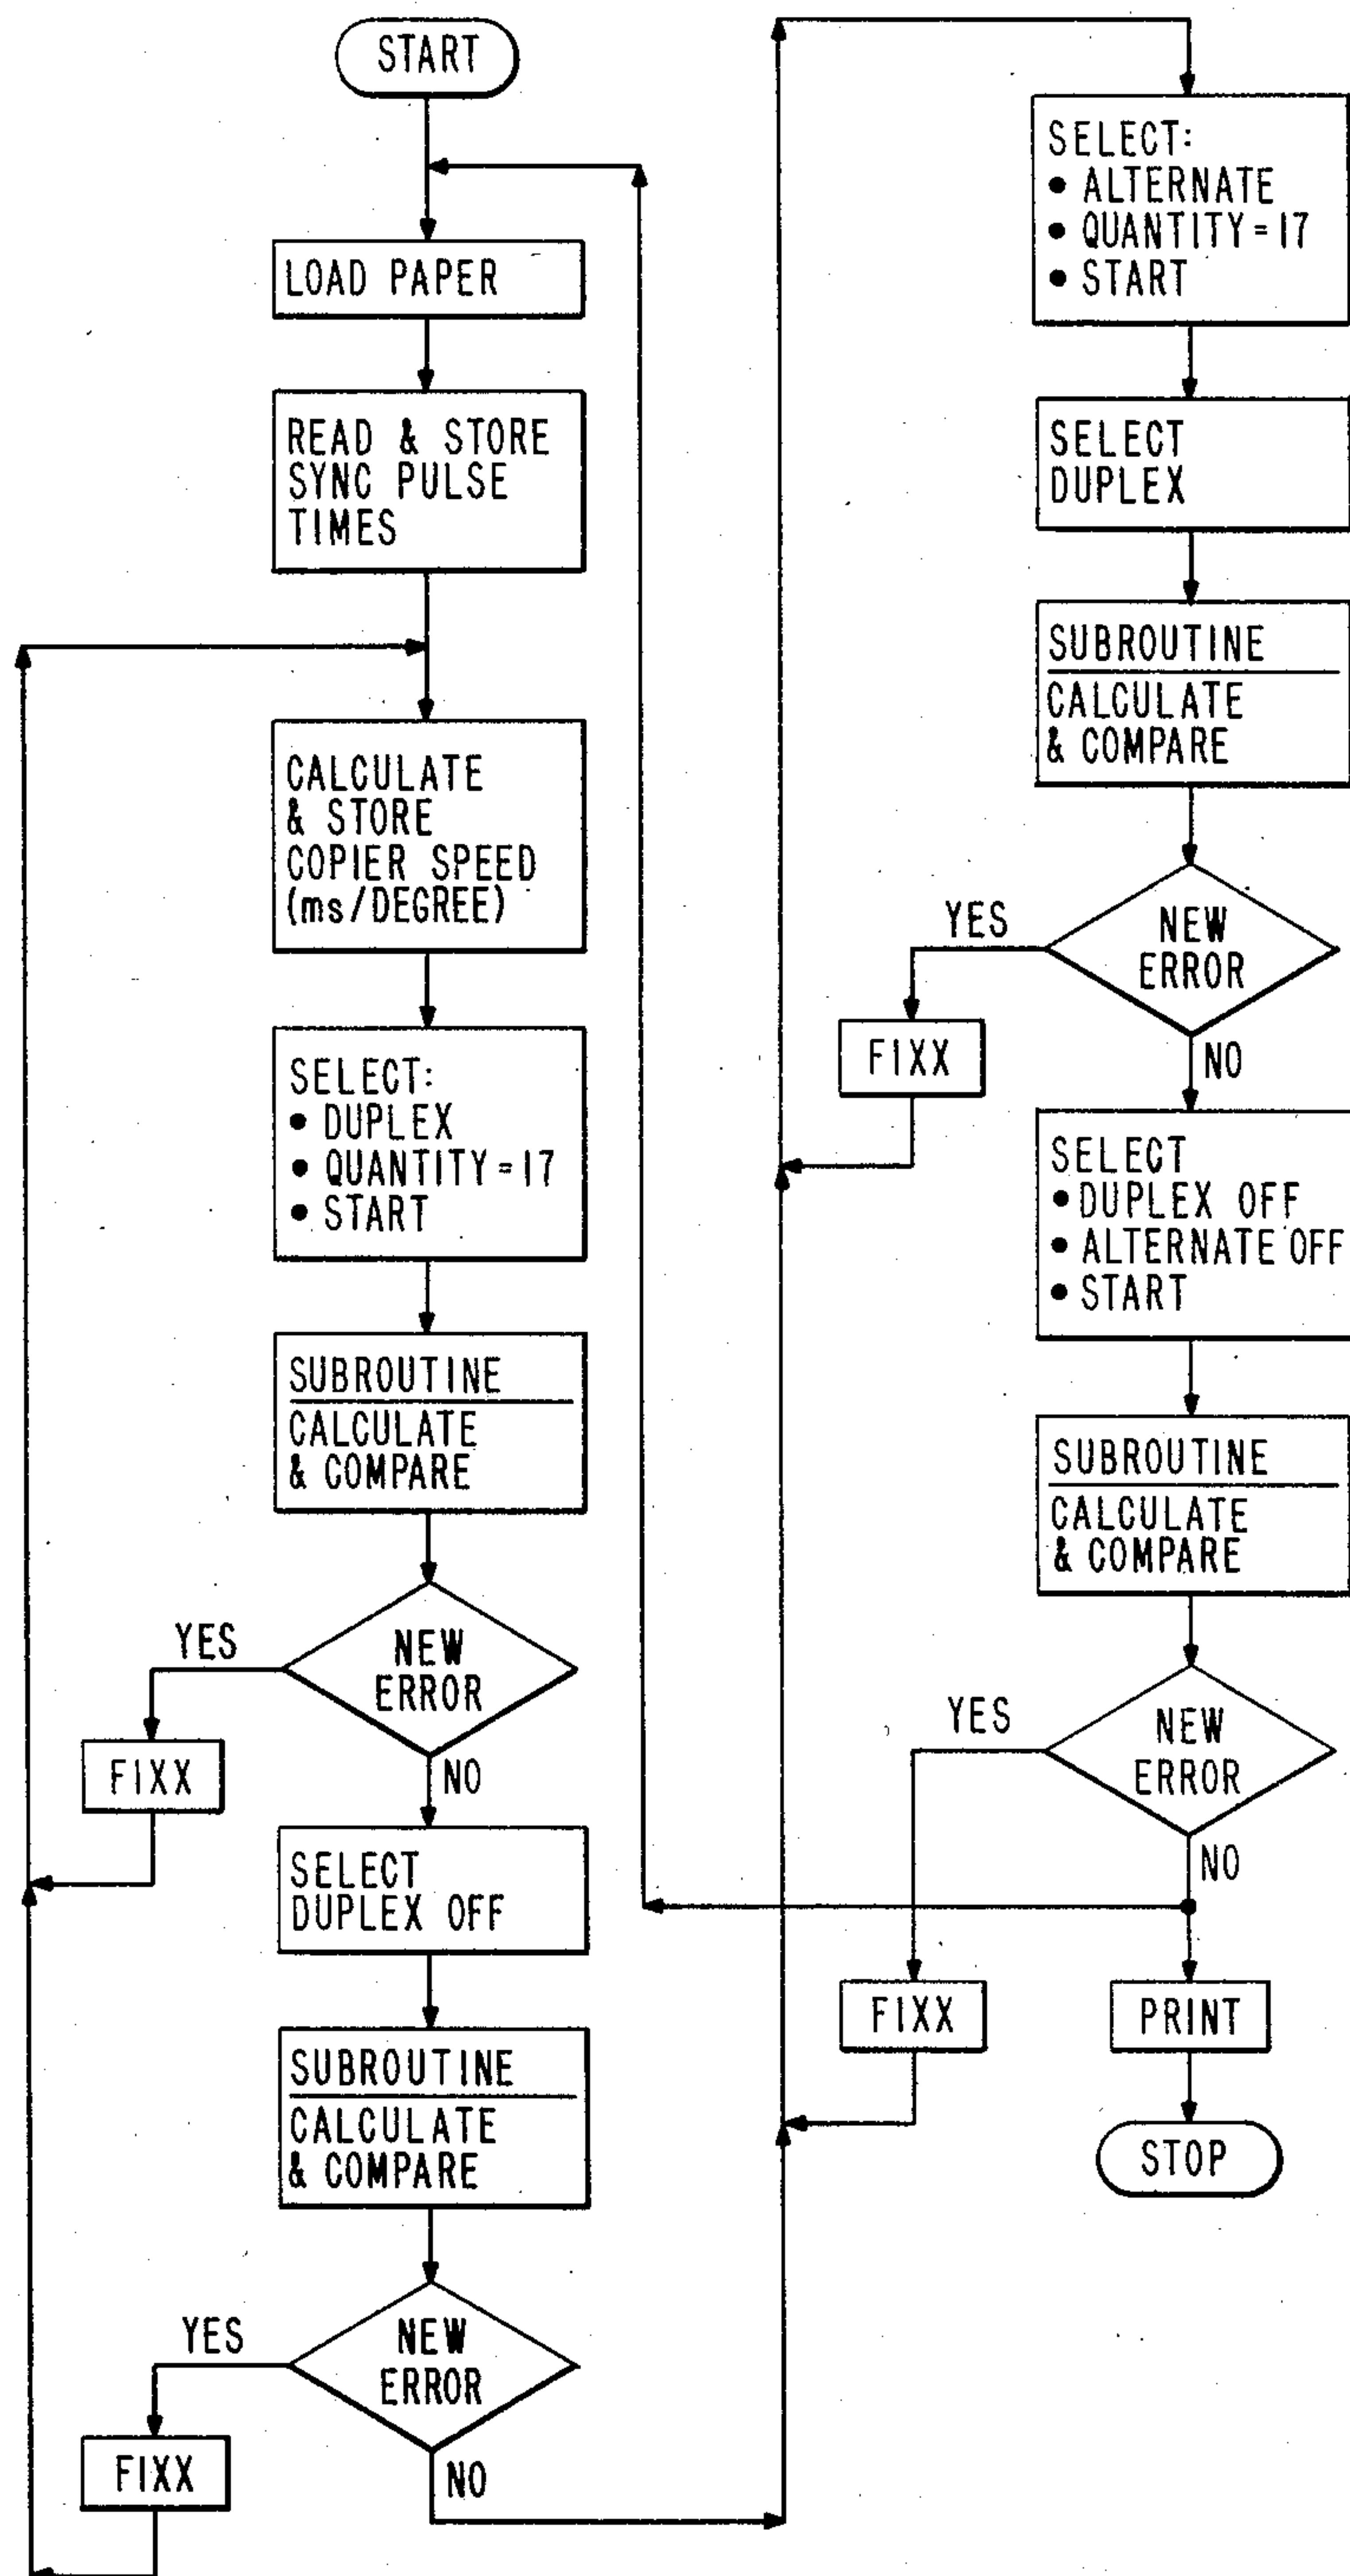 START
LOAD PAPER
READ & STORE
SYNC PULSE
TIMES
CALCULATE
& STORE
COPIER SPEED
(ms/DEGREE)
SELECT:
• DUPLEX
• QUANTITY=17
• START
SUBROUTINE
CALCULATE
& COMPARE
YES
NEW
ERROR
FIXX
NO
SELECT
DUPLEX OFF
SUBROUTINE
CALCULATE
& COMPARE
YES
NEW
ERROR
FIXX
NO
SELECT:
• ALTERNATE
• QUANTITY=17
• START
SELECT
DUPLEX
SUBROUTINE
CALCULATE
& COMPARE
YES
NEW
ERROR
FIXX
NO
SELECT
• DUPLEX OFF
• ALTERNATE OFF
• START
SUBROUTINE
CALCULATE
& COMPARE
YES
NEW
ERROR
NO
FIXX
PRINT
STOP